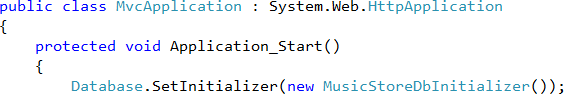 public class MvcApplication : System.Web.HttpApplication
{
    protected void Application_Start()
    {
        Database.SetInitializer(new MusicStoreDbInitializer());